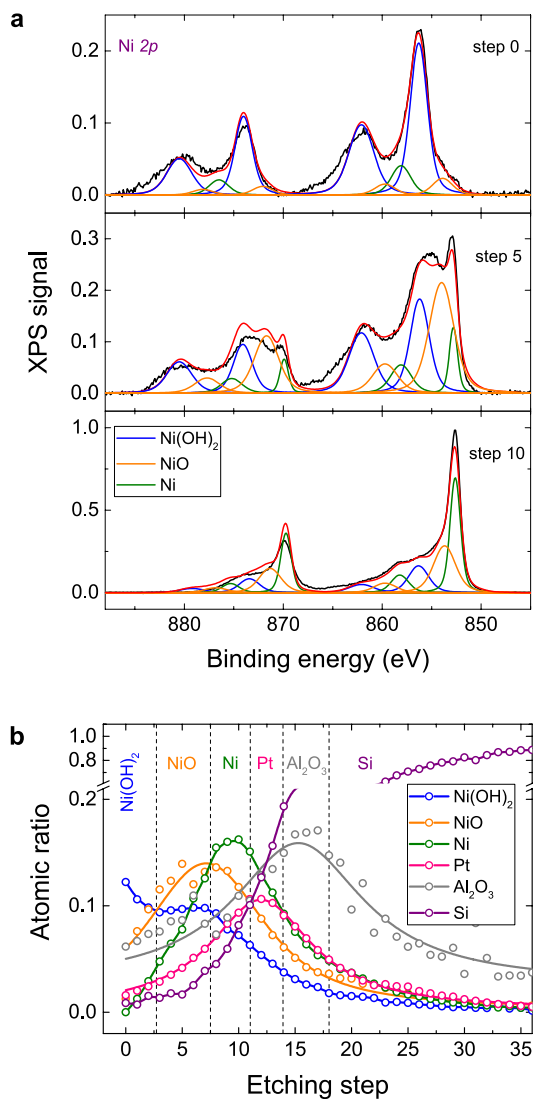 a
Ni 2p
step 0
0.2
0.1
0.0
step 5
0.3
0.2
0.1
0.0
XPS signal
step 10
Ni(OH)₂
NiO
Ni
1.0
0.5
0.0
880 870 860 850
Binding energy (eV)
b
1.0
0.8
0.6
0.2
0.1
0.0
Atomic ratio
Ni(OH)₂
NiO
Ni
Pt
Al₂O₃
Si
Ni(OH)₂
NiO
Ni
Pt
Al₂O₃
Si
0 5 10 15 20 25 30 35
Etching step